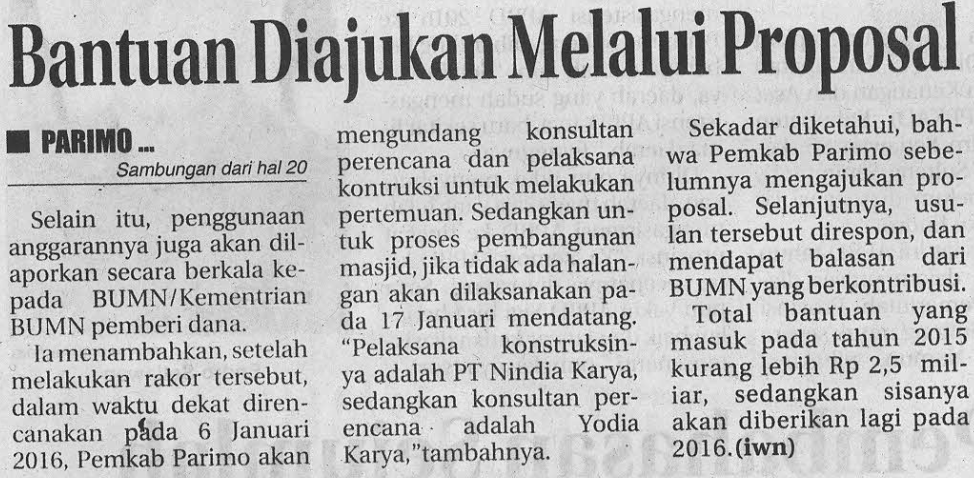 Bantuan Diajukan Melalui Proposal
■ PARIMO ...
Sambungan dari hal 20
Selain itu, penggunaan
anggarannya juga akan dil-
aporkan secara berkala ke-
pada BUMN/Kementrian
BUMN pemberi dana.
Ia menambahkan, setelah
melakukan rakor tersebut,
dalam waktu dekat diren-
canakan pada 6 Januari
2016, Pemkab Parimo akan
mengundang konsultan
perencana dan pelaksana
kontruksi untuk melakukan
pertemuan. Sedangkan un-
tuk proses pembangunan
masjid, jika tidak ada halan-
gan akan dilaksanakan pa-
da 17 Januari mendatang.
“Pelaksana konstruksin-
ya adalah PT Nindia Karya,
sedangkan konsultan per-
encana adalah Yodia
Karya,”tambahnya.
Sekadar diketahui, bah-
wa Pemkab Parimo sebe-
lumnya mengajukan pro-
posal. Selanjutnya, usu-
lan tersebut direspon, dan
mendapat balasan dari
BUMN yang berkontribusi.
Total bantuan yang
masuk pada tahun 2015
kurang lebih Rp 2,5 mil-
iar, sedangkan sisanya
akan diberikan lagi pada
2016.(iwn)